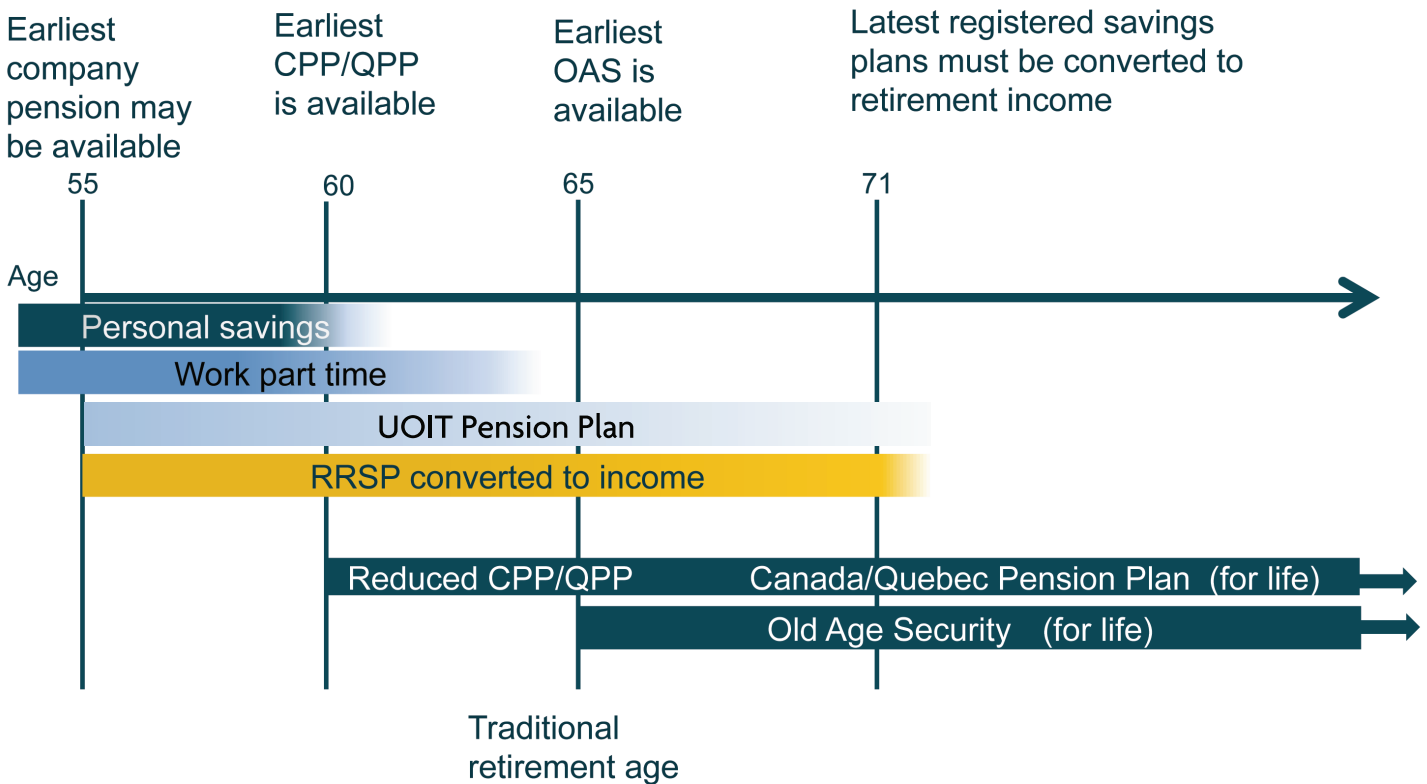 Earliest
company
pension may
be available
Earliest
CPP/QPP
is available
Earliest
OAS is
available
Latest registered savings
plans must be converted to
retirement income
55
60
65
71
Age
Personal savings
Work part time
UOIT Pension Plan
RRSP converted to income
Reduced CPP/QPP
Canada/Quebec Pension Plan (for life)
Old Age Security (for life)
Traditional
retirement age